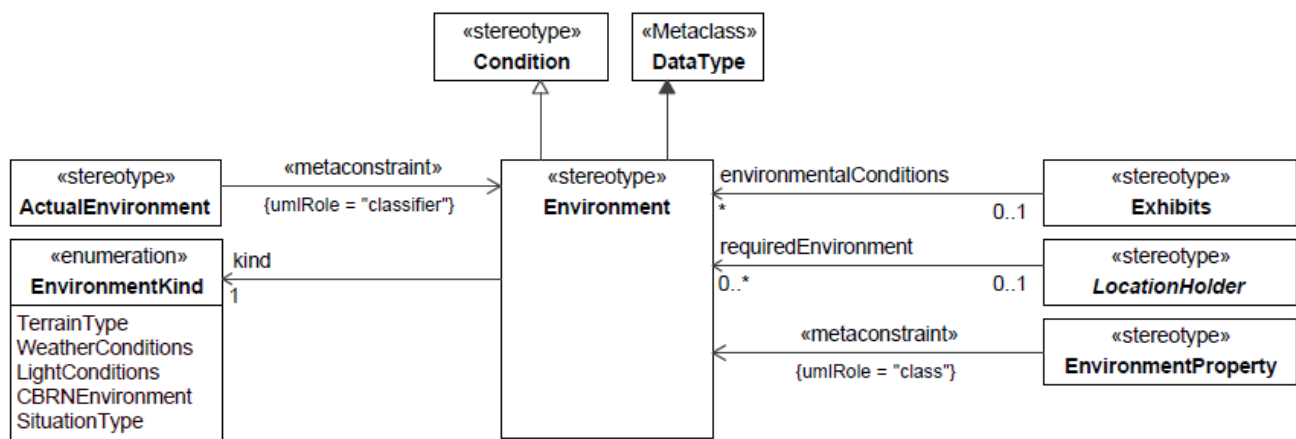 «stereotype»
Condition
«Metaclass»
DataType
«stereotype»
ActualEnvironment
«metaconstraint»
{umlRole = "classifier"}
«stereotype»
Environment
environmentalConditions
*
0..1
«stereotype»
Exhibits
«enumeration»
EnvironmentKind
TerrainType
WeatherConditions
LightConditions
CBRNEnvironment
SituationType
kind
1
requiredEnvironment
0..*
0..1
«stereotype»
LocationHolder
«metaconstraint»
{umlRole = "class"}
«stereotype»
EnvironmentProperty